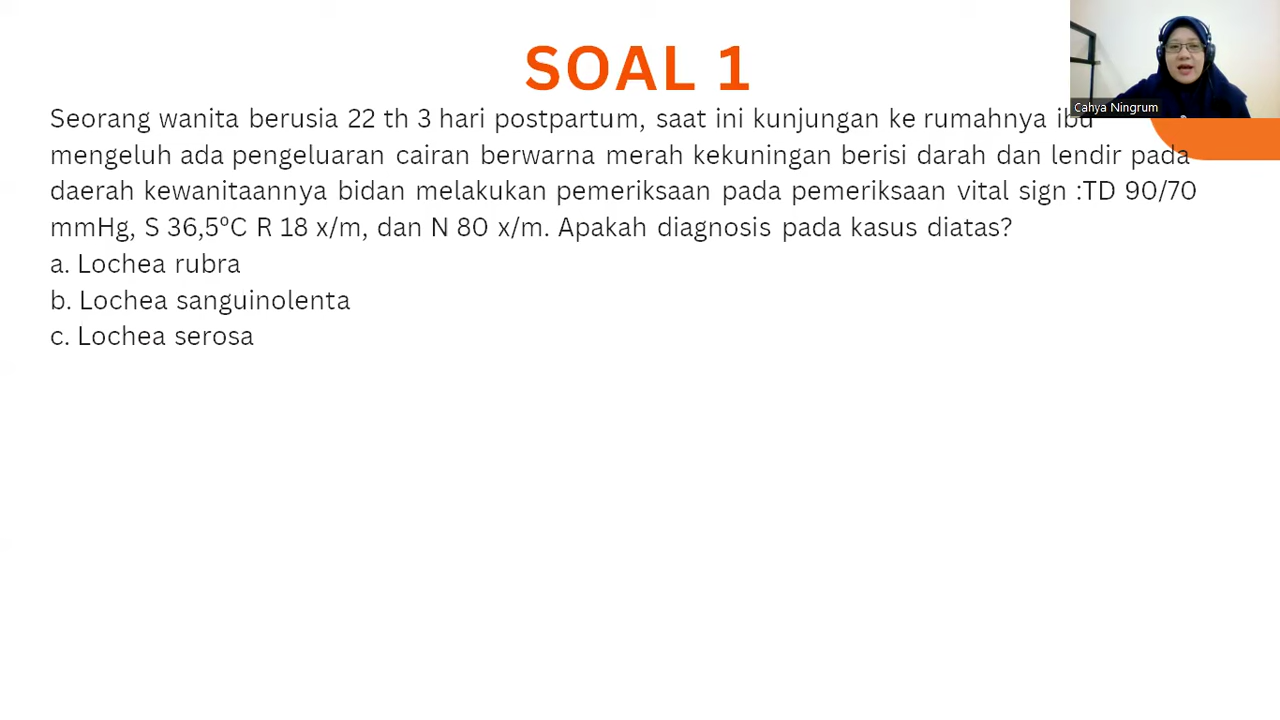 SOAL 1
Cahya Ningrum
Seorang wanita berusia 22 th 3 hari postpartum, saat ini kunjungan ke rumahnya ibu
mengeluh ada pengeluaran cairan berwarna merah kekuningan berisi darah dan lendir pada
daerah kewanitaannya bidan melakukan pemeriksaan pada pemeriksaan vital sign :TD 90/70
mmHg, S 36,5°C R 18 x/m, dan N 80 x/m. Apakah diagnosis pada kasus diatas?
a. Lochea rubra
b. Lochea sanguinolenta
c. Lochea serosa